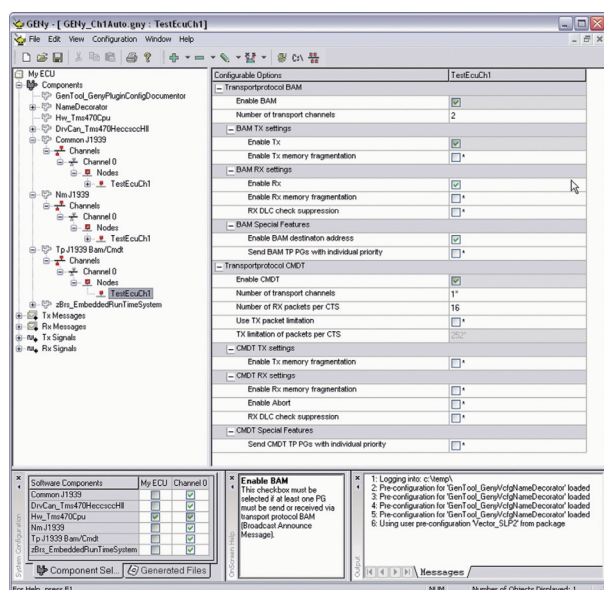 GENy - [ GENy_Ch1Auto.gny : TestEcuCh1]
File Edit View Configuration Window Help
My ECU
Components
GenTool_GenyPluginConfigDocumentor
NameDecorator
Hw_Tms470Cpu
DrvCan_Tms470HeccsccHll
Common J1939
Channels
Channel 0
Nodes
TestEcuCh1
Nm J1939
Channels
Channel 0
Nodes
TestEcuCh1
Tp J1939 Bam/Cmdt
Channels
Channel 0
Nodes
TestEcuCh1
zBrs_EmbeddedRunTimeSystem
Tx Messages
Rx Messages
Tx Signals
Rx Signals
Configurable Options TestEcuCh1
Transportprotocol BAM
Enable BAM
Number of transport channels 2
BAM TX settings
Enable Tx
Enable Tx memory fragmentation *
BAM RX settings
Enable Rx
Enable Rx memory fragmentation *
RX DLC check suppression *
BAM Special Features
Enable BAM destinaton address
Send BAM TP PGs with individual priority *
Transportprotocol CMDT
Enable CMDT
Number of transport channels 1*
Number of RX packets per CTS 16
Use TX packet limitation *
TX limitation of packets per CTS 252*
CMDT TX settings
Enable Tx memory fragmentation *
CMDT RX settings
Enable Rx memory fragmentation *
Enable Abort *
RX DLC check suppression *
CMDT Special Features
Send CMDT TP PGs with individual priority *
System Configuration
Software Components My ECU Channel 0
Common J1939
DrvCan_Tms470HeccsccHll
Hw_Tms470Cpu
Nm J1939
Tp J1939 Bam/Cmdt
zBrs_EmbeddedRunTimeSystem
Component Sel... Generated Files
OnScreen Help
Enable BAM
This checkbox must be
selected if at least one PG
must be send or received via
transport protocol BAM
(Broadcast Announce
Message).
Output
1: Logging into: c:\temp\
2: Pre-configuration for 'GenTool_GenyVcfgNameDecorator' loaded
3: Pre-configuration for 'GenTool_GenyVcfgNameDecorator' loaded
4: Pre-configuration for 'GenTool_GenyVcfgNameDecorator' loaded
5: Pre-configuration for 'GenTool_GenyVcfgNameDecorator' loaded
6: Using user pre-configuration 'Vector_SLP2' from package
Messages
For Help, press F1 NUM Number of Objects Displayed: 1